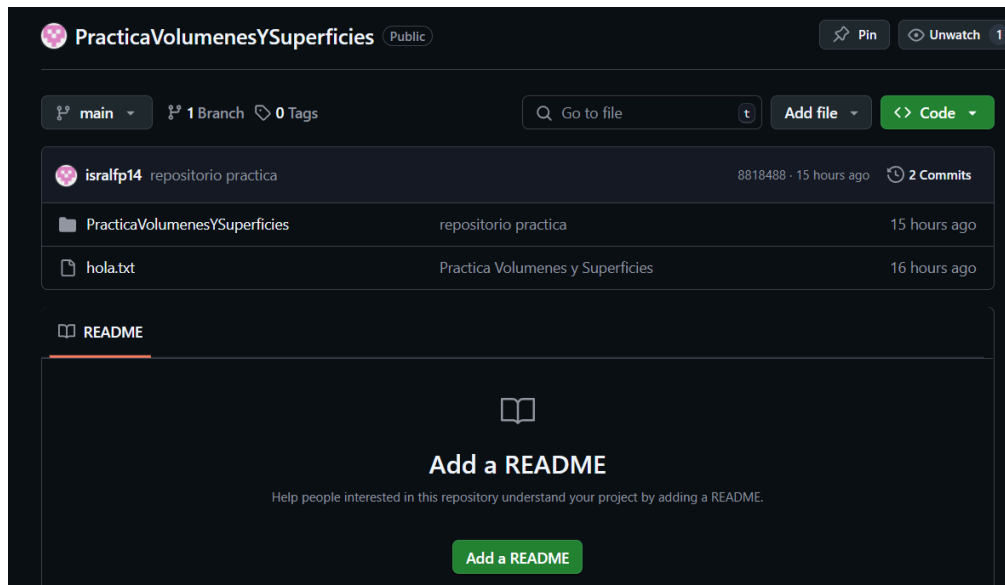 PracticaVolumenesYSuperficies Public Pin Unwatch 1
main 1 Branch 0 Tags Go to file t Add file <> Code
isralfp14 repositorio practica 8818488 · 15 hours ago 2 Commits
PracticaVolumenesYSuperficies repositorio practica 15 hours ago
hola.txt Practica Volumenes y Superficies 16 hours ago
README
Add a README
Help people interested in this repository understand your project by adding a README.
Add a README